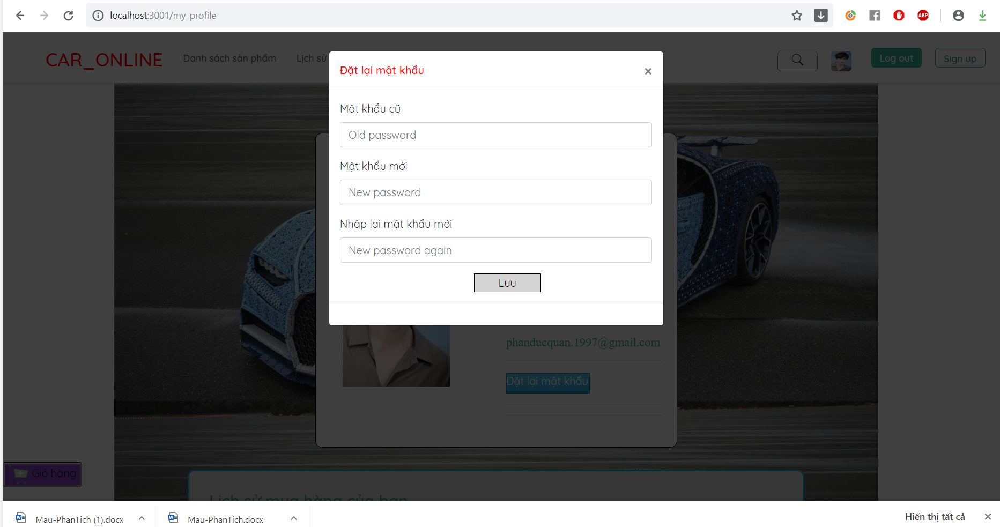 localhost:3001/my_profile
ABP
CAR_ONLINE
Danh sách sản phẩm
Lịch sử
Log out
Sign up
Đặt lại mật khẩu
×
Mật khẩu cũ
Old password
Mật khẩu mới
New password
Nhập lại mật khẩu mới
New password again
Lưu
phanducquan.1997@gmail.com
Đặt lại mật khẩu
Giỏ hàng
Lịch sử mua hàng của bạn
Mau-PhanTich (1).docx
Mau-PhanTich.docx
Hiển thị tất cả